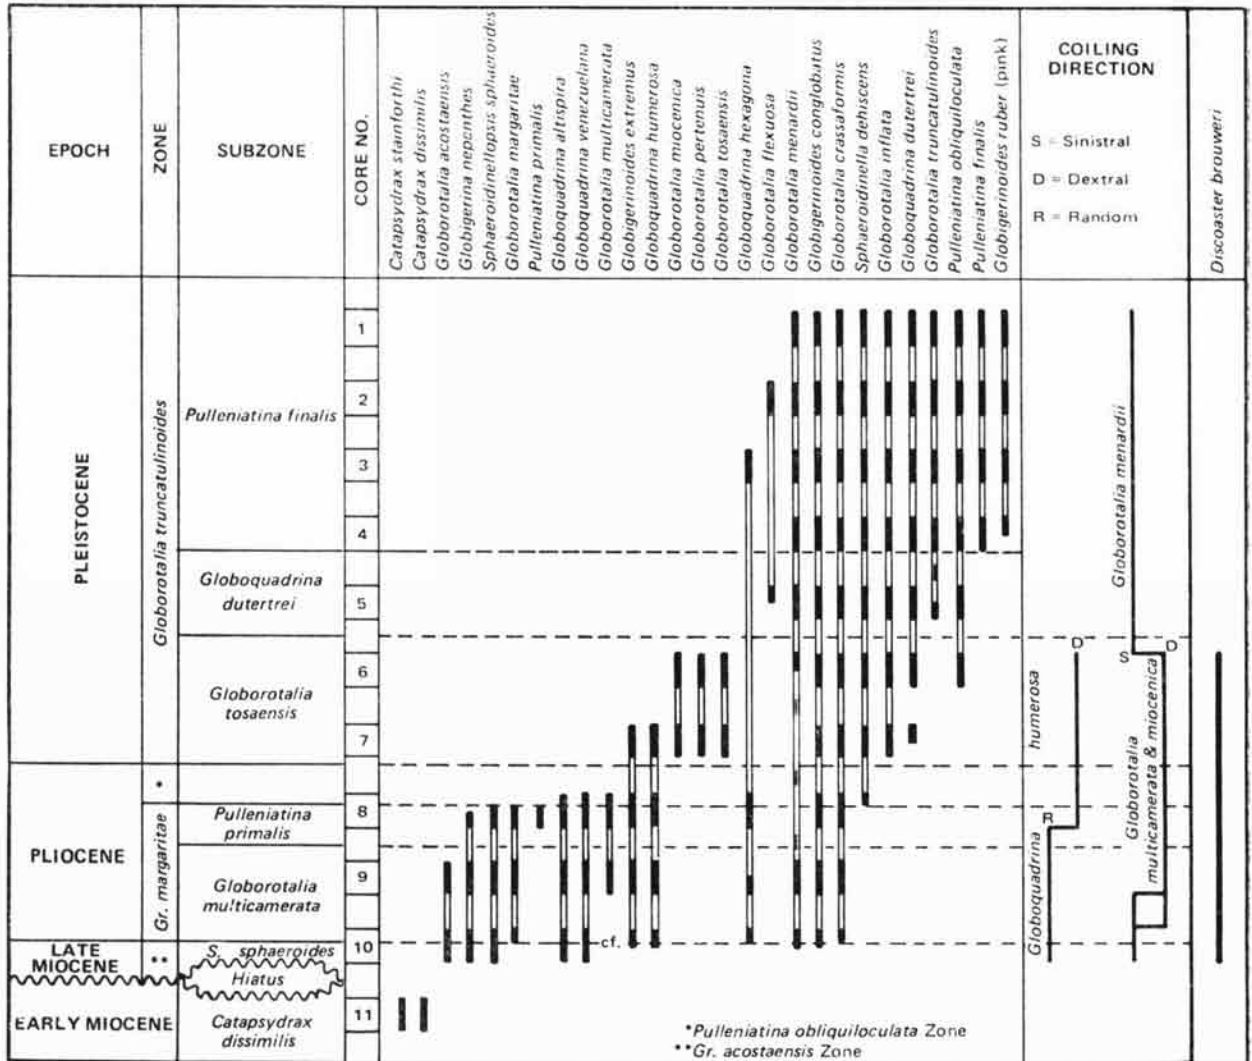 EPOCH
ZONE
SUBZONE
CORE NO.
Catapsydrax stainforthi
Catapsydrax dissimilis
Globorotalia acostaensis
Globigerina nepenthes
Sphaeroidinellopsis sphaeroides
Globorotalia margaritae
Pulleniatina primalis
Globoquadrina altispira
Globoquadrina venezuelana
Globorotalia multicamerata
Globigerinoides extremus
Globoquadrina humerosa
Globorotalia miocenica
Globorotalia pertenuis
Globorotalia tosaensis
Globoquadrina hexagona
Globorotalia flexuosa
Globorotalia menardii
Globigerinoides conglobatus
Globorotalia crassaformis
Sphaeroidinella dehiscens
Globorotalia inflata
Globoquadrina dutertrei
Globorotalia truncatulinoides
Pulleniatina obliquiloculata
Pulleniatina finalis
Globigerinoides ruber (pink)
COILING
DIRECTION
S = Sinistral
D = Dextral
R = Random
Discoaster brouweri
PLEISTOCENE
Globorotalia truncatulinoides
Pulleniatina finalis
1
2
3
4
Globoquadrina
dutertrei
5
Globorotalia
tosaensis
6
7
PLIOCENE
*
Gr. margaritae
Pulleniatina
primalis
8
Globorotalia
multicamerata
9
LATE
MIOCENE
**
S. sphaeroides
10
cf.
Hiatus
EARLY MIOCENE
Catapsydrax
dissimilis
11
Globorotalia menardii
D
S
D
humerosa
R
Globoquadrina
Globorotalia
multicamerata & miocenica
*Pulleniatina obliquiloculata Zone
**Gr. acostaensis Zone